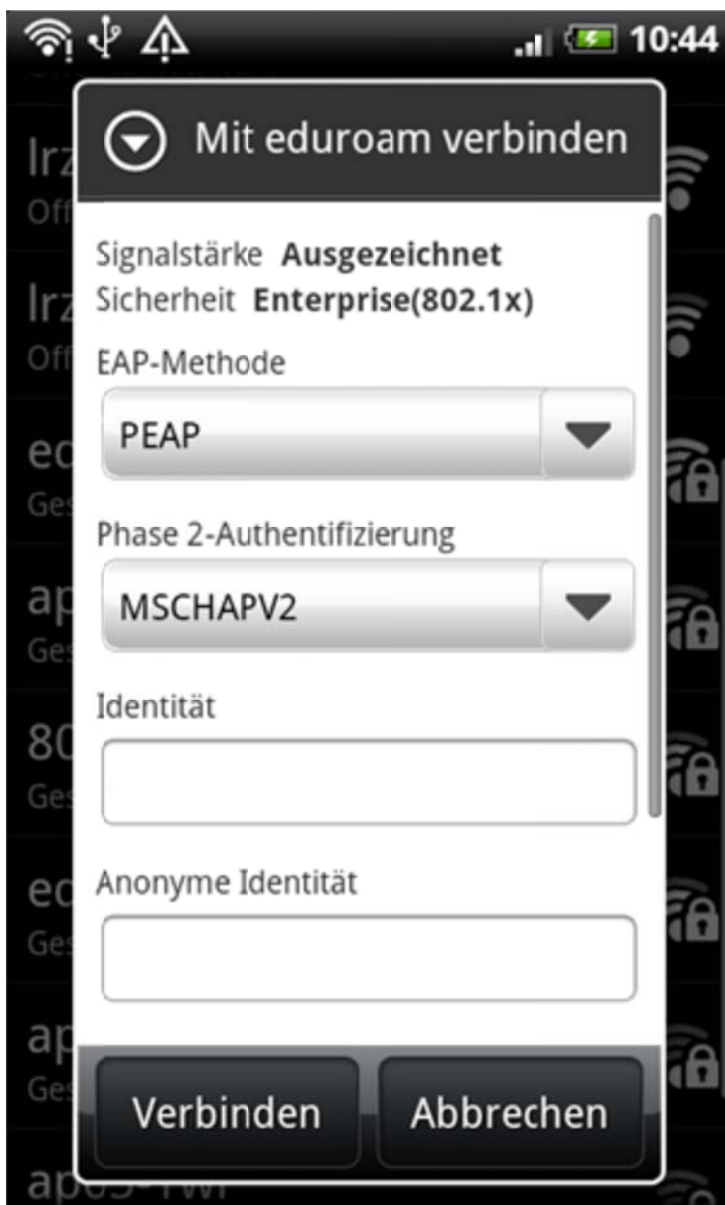 10:44
Mit eduroam verbinden
Signalstärke Ausgezeichnet
Sicherheit Enterprise(802.1x)
EAP-Methode
PEAP
Phase 2-Authentifizierung
MSCHAPV2
Identität
Anonyme Identität
Verbinden Abbrechen